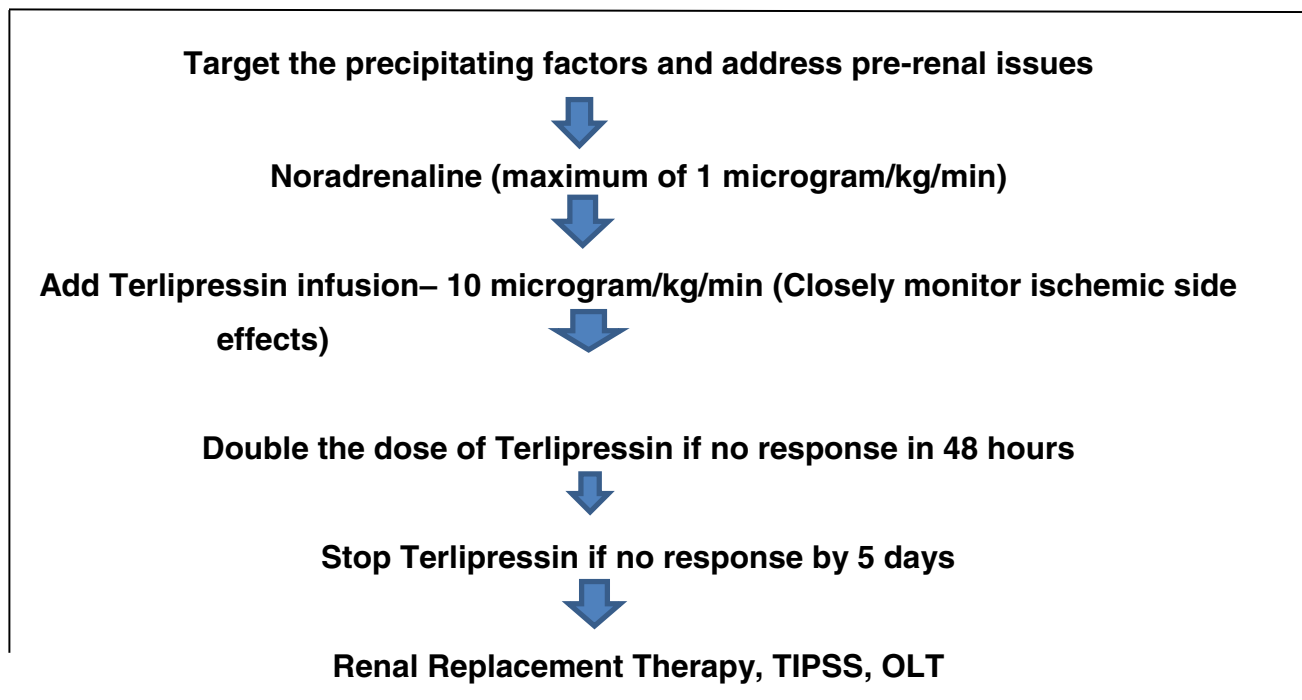 Target the precipitating factors and address pre-renal issues
Noradrenaline (maximum of 1 microgram/kg/min)
Add Terlipressin infusion– 10 microgram/kg/min (Closely monitor ischemic side
effects)
Double the dose of Terlipressin if no response in 48 hours
Stop Terlipressin if no response by 5 days
Renal Replacement Therapy, TIPSS, OLT